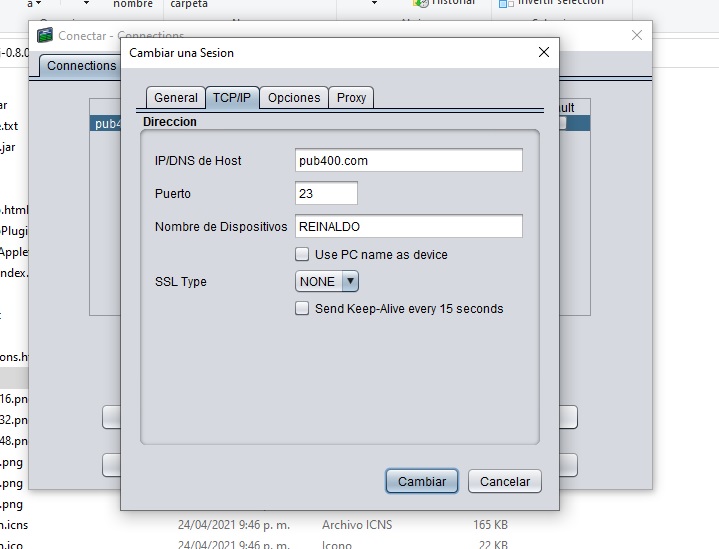 nombre
carpeta
Historial
Invertir selección
Conectar - Connections
j-0.8.0
Cambiar una Sesion
Connections
General
TCP/IP
Opciones
Proxy
ar
ult
Direccion
e.txt
pub4
.jar
IP/DNS de Host
pub400.com
Puerto
23
.html
Nombre de Dispositivos
REINALDO
Plugi
Apple
Use PC name as device
ndex.
SSL Type
NONE
Send Keep-Alive every 15 seconds
ons.h
16.pn
32.pn
48.pn
.png
Cambiar
Cancelar
.png
.png
n.icns
24/04/2021 9:46 p. m.
Archivo ICNS
165 KB
n.ico
24/04/2021 9:46 p. m.
Icono
22 KB